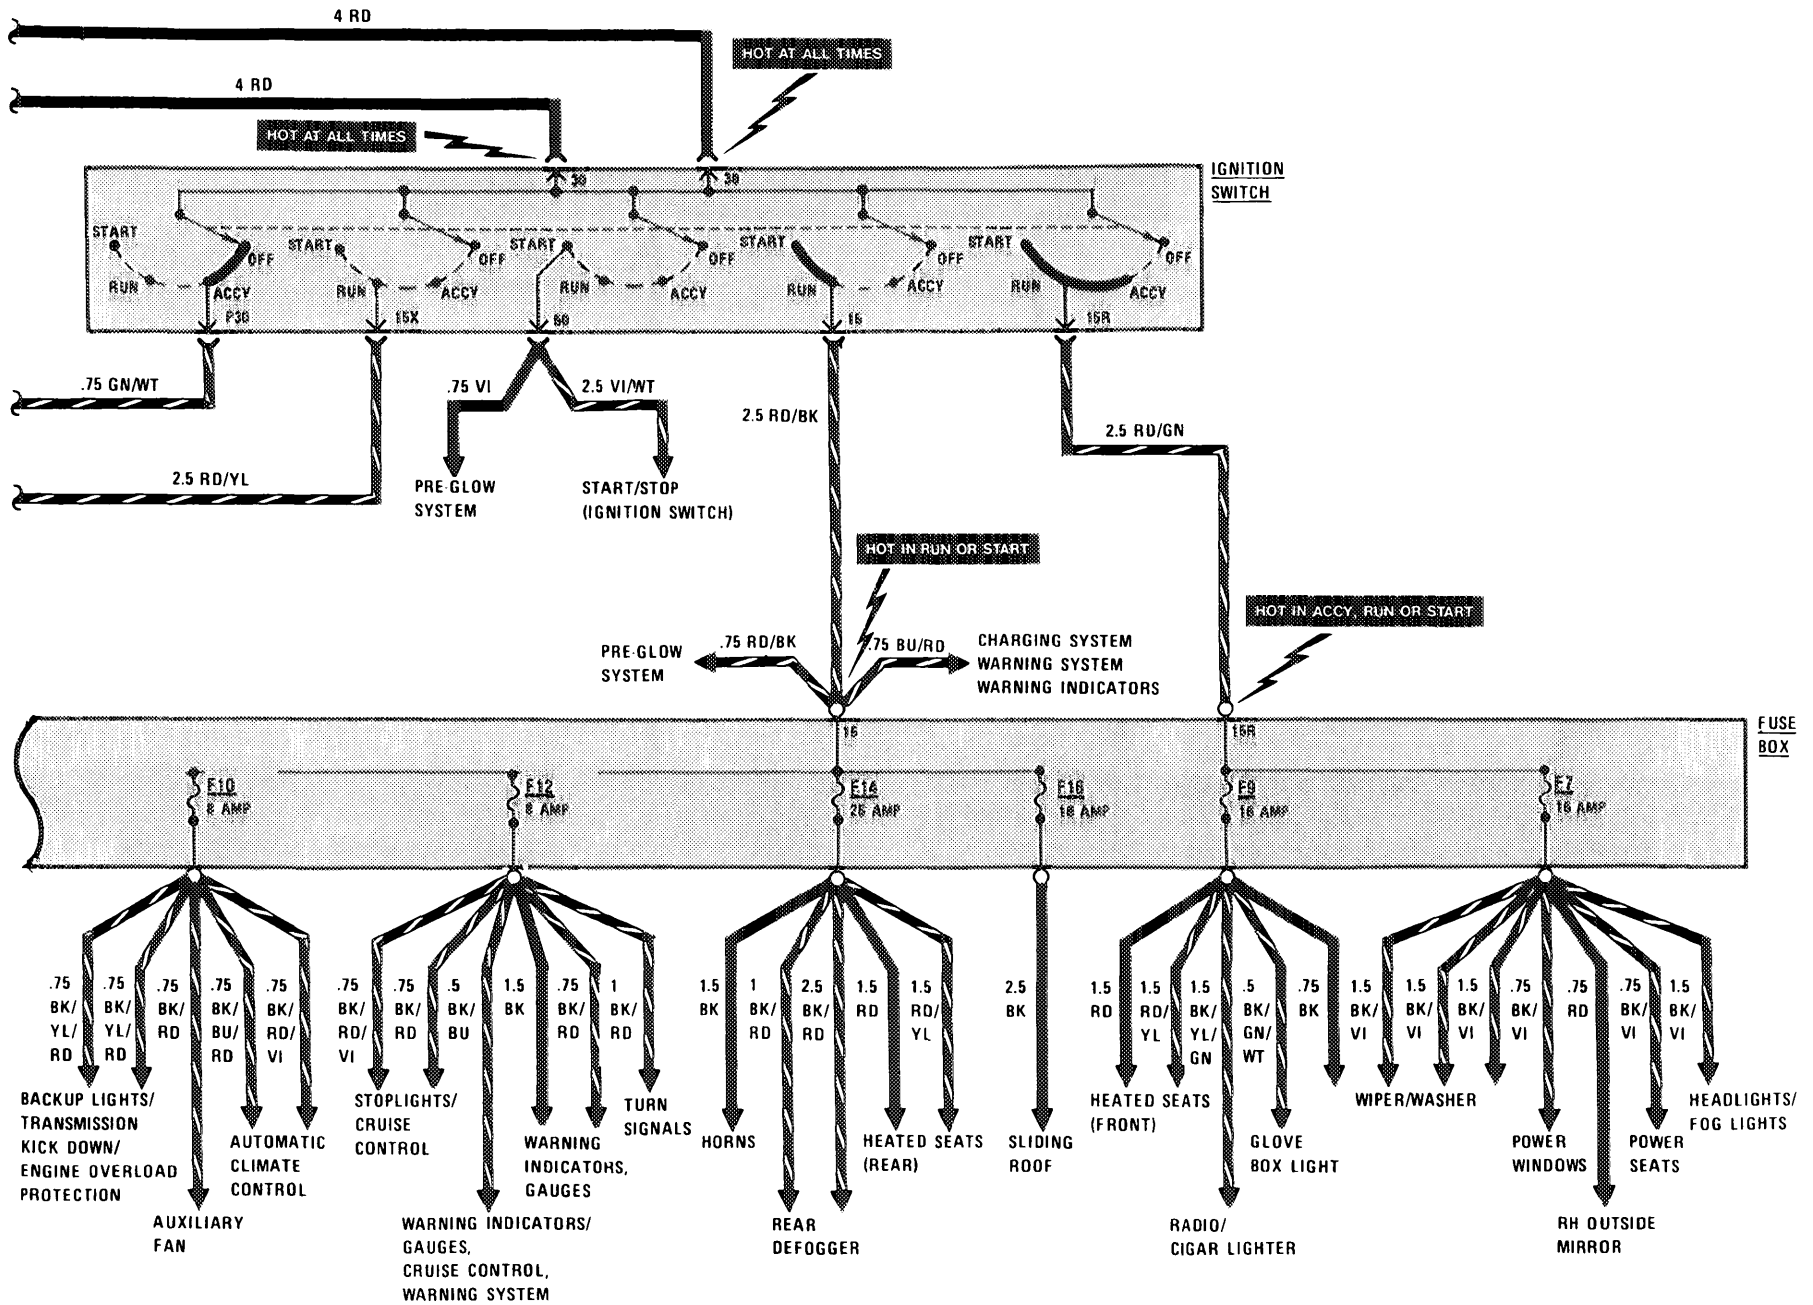 4 RD
HOT AT ALL TIMES
4 RD
HOT AT ALL TIMES
IGNITION
SWITCH
30
30
START
OFF
RUN
ACCY
START
OFF
RUN
ACCY
START
OFF
RUN
ACCY
START
OFF
RUN
ACCY
START
OFF
RUN
ACCY
P30
15X
50
15
15R
.75 GN/WT
.75 VI
2.5 VI/WT
2.5 RD/BK
2.5 RD/GN
2.5 RD/YL
PRE-GLOW
SYSTEM
START/STOP
(IGNITION SWITCH)
HOT IN RUN OR START
HOT IN ACCY, RUN OR START
PRE-GLOW
SYSTEM
.75 RD/BK
.75 BU/RD
CHARGING SYSTEM
WARNING SYSTEM
WARNING INDICATORS
FUSE
BOX
15
15R
F10
8 AMP
F12
8 AMP
F14
F16
F9
16 AMP
F7
16 AMP
.75
BK/
YL/
RD
.75
BK/
YL/
RD
.75
BK/
RD
.75
BK/
BU/
RD
.75
BK/
RD/
VI
.75
BK/
RD/
VI
.75
BK/
RD
.5
BK/
BU
1.5
BK
.75
BK/
RD
1
BK/
RD
1.5
BK
1
BK/
RD
2.5
BK/
RD
1.5
RD
1.5
RD/
YL
2.5
BK
1.5
RD
1.5
RD/
YL
1.5
BK/
YL/
GN
.5
BK/
GN/
WT
.75
BK
1.5
BK/
VI
1.5
BK/
VI
1.5
BK/
VI
.75
BK/
VI
.75
RD
.75
BK/
VI
1.5
BK/
VI
BACKUP LIGHTS/
TRANSMISSION
KICK DOWN/
ENGINE OVERLOAD
PROTECTION
AUXILIARY
FAN
AUTOMATIC
CLIMATE
CONTROL
STOPLIGHTS/
CRUISE
CONTROL
WARNING INDICATORS/
GAUGES,
CRUISE CONTROL,
WARNING SYSTEM
WARNING
INDICATORS,
GAUGES
TURN
SIGNALS
HORNS
REAR
DEFOGGER
HEATED SEATS
(REAR)
SLIDING
ROOF
HEATED SEATS
(FRONT)
RADIO/
CIGAR LIGHTER
GLOVE
BOX LIGHT
WIPER/WASHER
POWER
WINDOWS
RH OUTSIDE
MIRROR
POWER
SEATS
HEADLIGHTS/
FOG LIGHTS